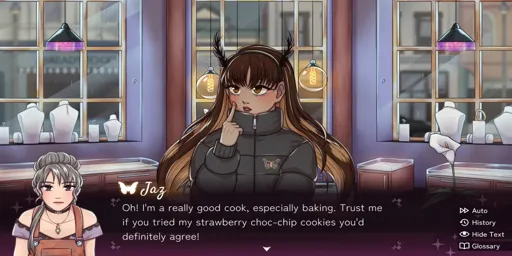 Jaz
Oh! I'm a really good cook, especially baking. Trust me
if you tried my strawberry choc-chip cookies you'd
definitely agree!
Auto
History
Hide Text
Glossary